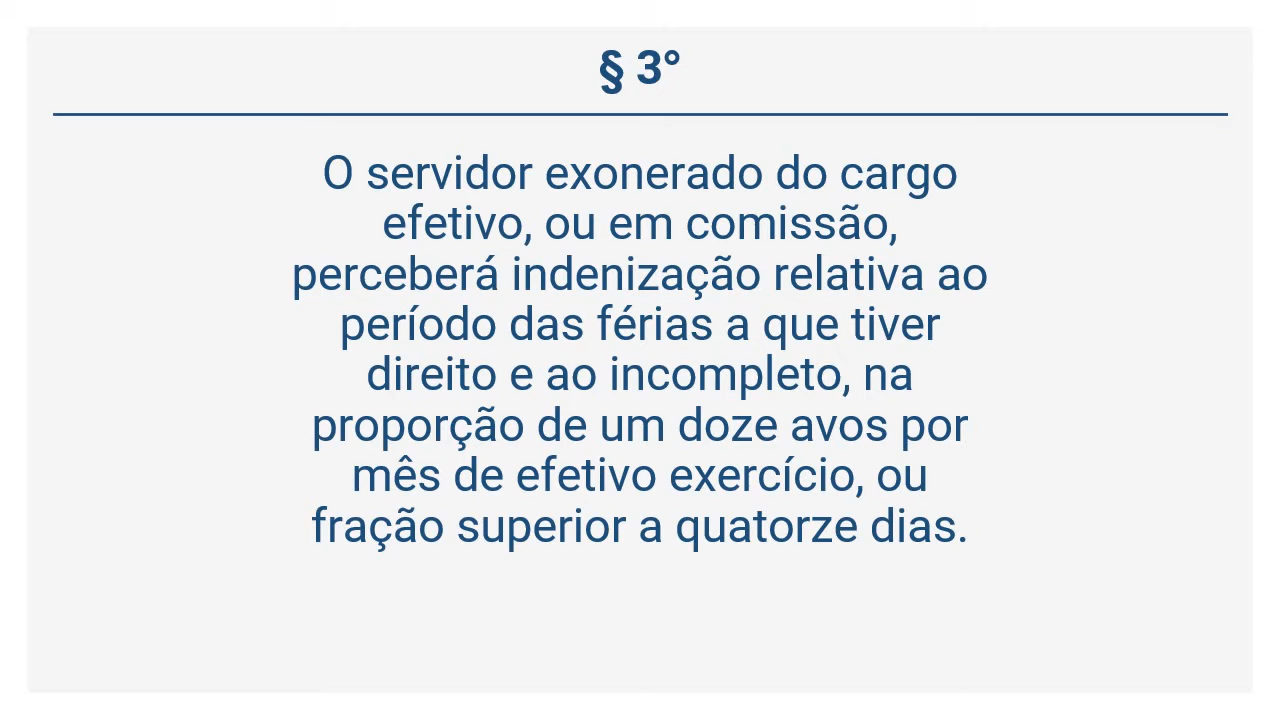 § 3°
O servidor exonerado do cargo
efetivo, ou em comissão,
perceberá indenização relativa ao
período das férias a que tiver
direito e ao incompleto, na
proporção de um doze avos por
mês de efetivo exercício, ou
fração superior a quatorze dias.